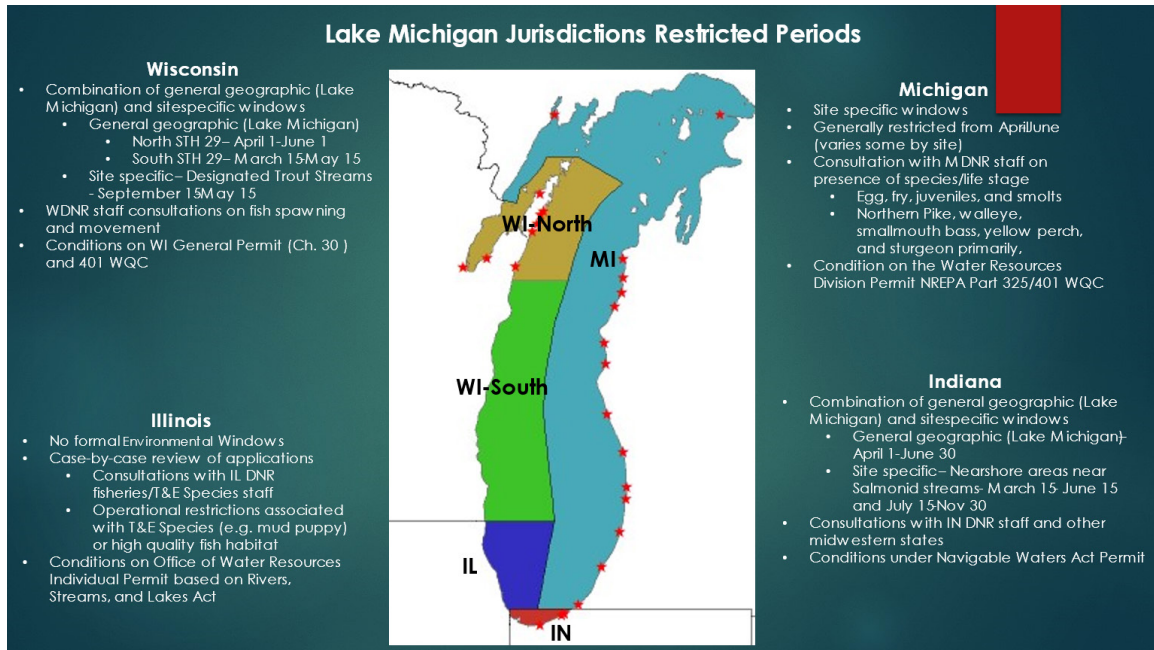 Lake Michigan Jurisdictions Restricted Periods
Wisconsin
• Combination of general geographic (Lake
Michigan) and sitespecific windows
• General geographic (Lake Michigan)
• North STH 29– April 1-June 1
• South STH 29– March 15-May 15
• Site specific– Designated Trout Streams
- September 15-May 15
• WDNR staff consultations on fish spawning
and movement
• Conditions on WI General Permit (Ch. 30 )
and 401 WQC
Illinois
• No formal Environmental Windows
• Case-by-case review of applications
• Consultations with IL DNR
fisheries/T&E Species staff
• Operational restrictions associated
with T&E Species (e.g. mud puppy)
or high quality fish habitat
• Conditions on Office of Water Resources
Individual Permit based on Rivers,
Streams, and Lakes Act
WI-North
MI
WI-South
IL
IN
Michigan
• Site specific windows
• Generally restricted from April-June
(varies some by site)
• Consultation with MDNR staff on
presence of species/life stage
• Egg, fry, juveniles, and smolts
• Northern Pike, walleye,
smallmouth bass, yellow perch,
and sturgeon primarily,
• Condition on the Water Resources
Division Permit NREPA Part 325/401 WQC
Indiana
• Combination of general geographic (Lake
Michigan) and sitespecific windows
• General geographic (Lake Michigan)-
April 1-June 30
• Site specific– Nearshore areas near
Salmonid streams- March 15- June 15
and July 15-Nov 30
• Consultations with IN DNR staff and other
midwestern states
• Conditions under Navigable Waters Act Permit